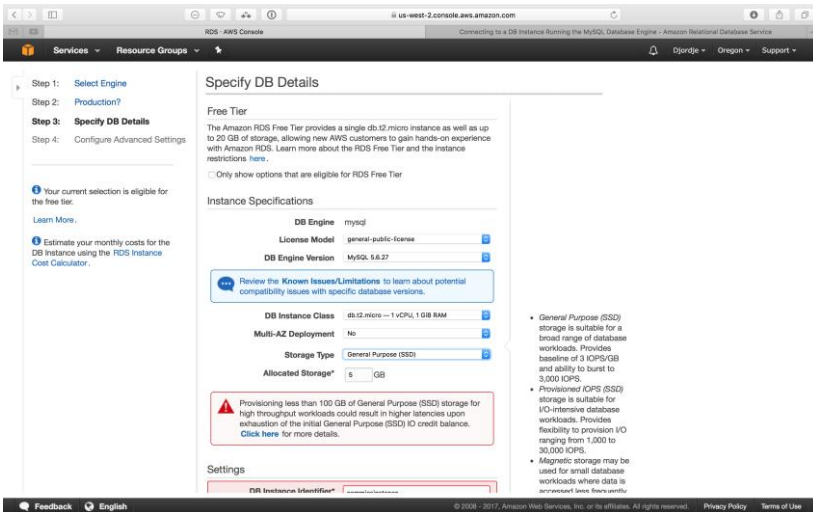 us-west-2.console.aws.amazon.com
RDS · AWS Console
Connecting to a DB Instance Running the MySQL Database Engine - Amazon Relational Database Service
Services
Resource Groups
Djordje
Oregon
Support
Step 1: Select Engine
Step 2: Production?
Step 3: Specify DB Details
Step 4: Configure Advanced Settings
Your current selection is eligible for
the free tier.
Learn More.
Estimate your monthly costs for the
DB Instance using the RDS Instance
Cost Calculator.
Specify DB Details
Free Tier
The Amazon RDS Free Tier provides a single db.t2.micro instance as well as up
to 20 GB of storage, allowing new AWS customers to gain hands-on experience
with Amazon RDS. Learn more about the RDS Free Tier and the instance
restrictions here.
Only show options that are eligible for RDS Free Tier
Instance Specifications
DB Engine mysql
License Model general-public-license
DB Engine Version MySQL 5.6.27
Review the Known Issues/Limitations to learn about potential
compatibility issues with specific database versions.
DB Instance Class db.t2.micro — 1 vCPU, 1 GiB RAM
Multi-AZ Deployment No
Storage Type General Purpose (SSD)
Allocated Storage* 5 GB
Provisioning less than 100 GB of General Purpose (SSD) storage for
high throughput workloads could result in higher latencies upon
exhaustion of the initial General Purpose (SSD) IO credit balance.
Click here for more details.
Settings
DB Instance Identifier*
• General Purpose (SSD)
storage is suitable for a
broad range of database
workloads. Provides
baseline of 3 IOPS/GB
and ability to burst to
3,000 IOPS.
• Provisioned IOPS (SSD)
storage is suitable for
I/O-intensive database
workloads. Provides
flexibility to provision I/O
ranging from 1,000 to
30,000 IOPS.
• Magnetic storage may be
used for small database
workloads where data is
accessed less frequently
Feedback
English
© 2008 - 2017, Amazon Web Services, Inc. or its affiliates. All rights reserved.
Privacy Policy
Terms of Use